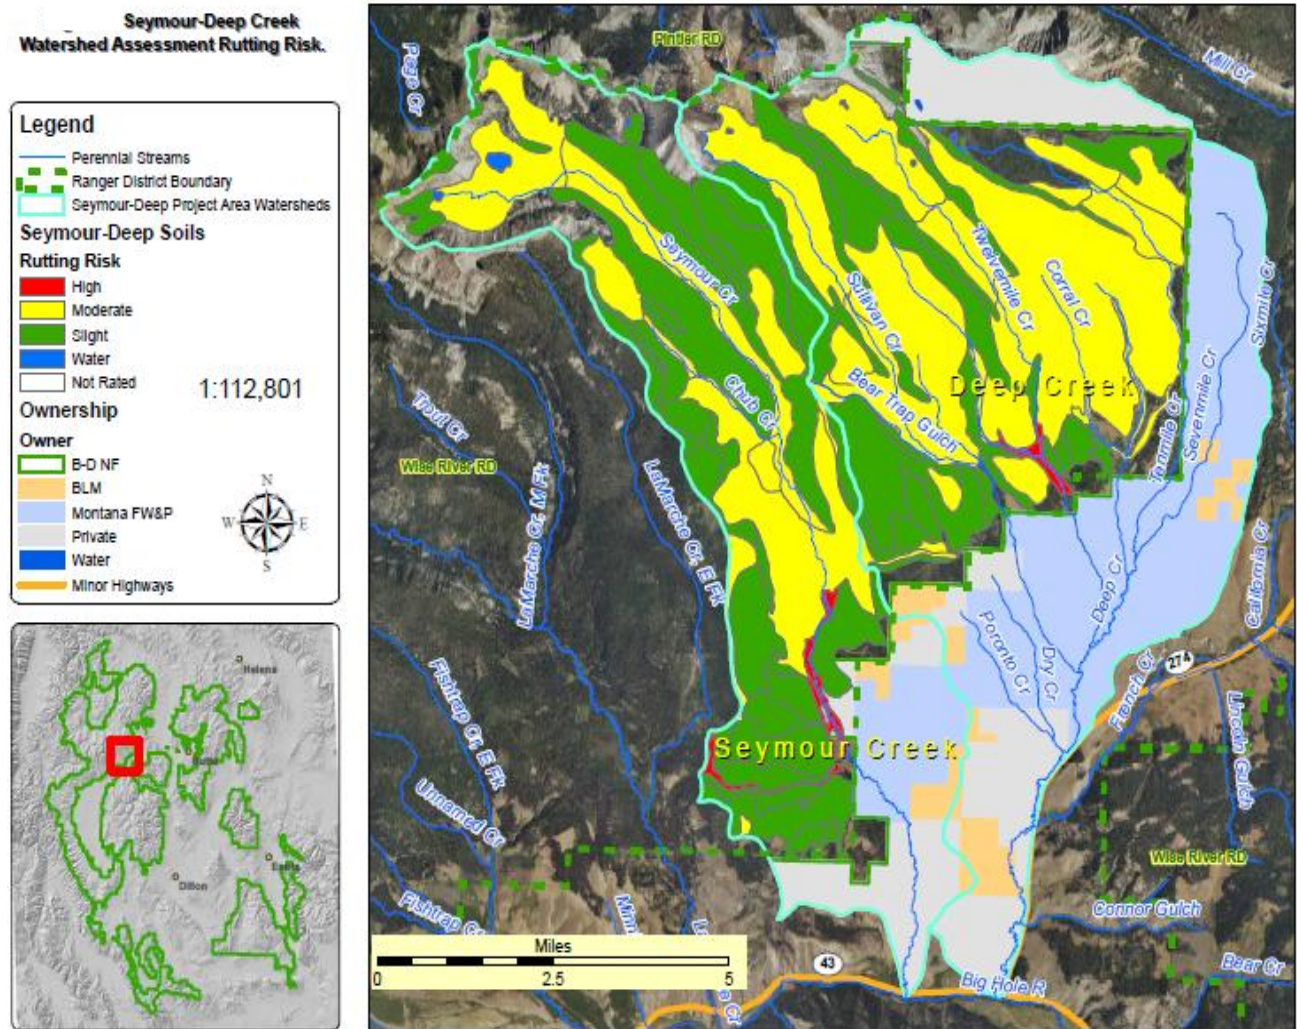 Seymour-Deep Creek
Watershed Assessment Rutting Risk.
Legend
Perennial Streams
Ranger District Boundary
Seymour-Deep Project Area Watersheds
Seymour-Deep Soils
Rutting Risk
High
Moderate
Slight
Water
Not Rated
1:112,801
Ownership
Owner
B-D NF
BLM
Montana FW&P
Private
Water
Minor Highways
N
W
E
S
Helena
Dillon
Pintler RD
Page Cr
Mill Cr
Seymour Cr
Sullivan Cr
Twelvemile Cr
Corral Cr
Sixmile Cr
Deep Creek
Chub Cr
Bear Trap Gulch
Tenmile Cr
Sevenmile Cr
Trout Cr
Wise River RD
LaMarche Cr, M Fk
LaMarche Cr, E Fk
California Cr
Deep Cr
Poronto Cr
Dry Cr
French Cr
274
Lincoln Gulch
Fishtrap Cr, E Fk
Seymour Creek
Unnamed Cr
Wise River RD
Fishtrap
Connor Gulch
Bear Cr
Big Hole R
43
Miles
0
2.5
5